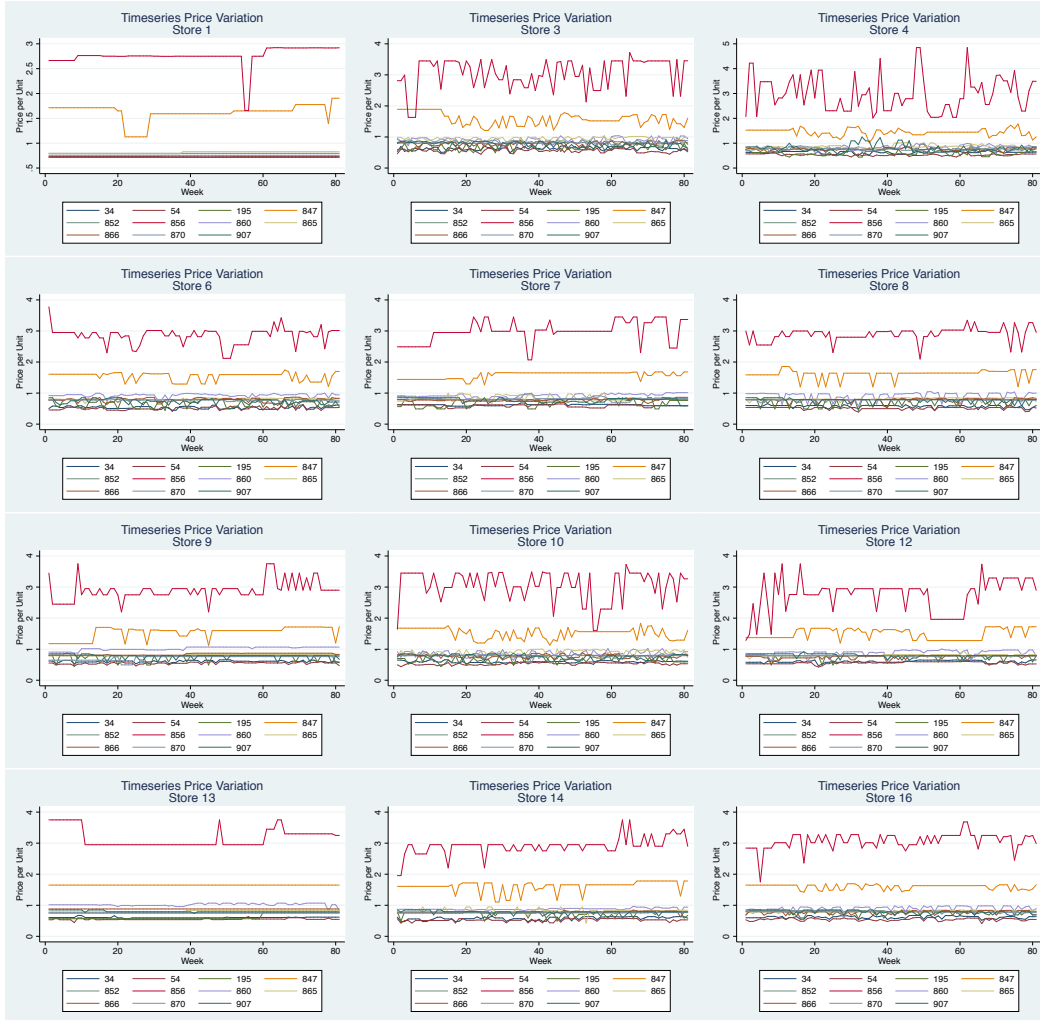 Timeseries Price Variation
Store 1
Price per Unit
.5 1 1.5 2 2.5 3
0 20 40 60 80
Week
34 54 195 847
852 856 860 865
866 870 907
Timeseries Price Variation
Store 3
Price per Unit
0 1 2 3 4
0 20 40 60 80
Week
34 54 195 847
852 856 860 865
866 870 907
Timeseries Price Variation
Store 4
Price per Unit
0 1 2 3 4 5
0 20 40 60 80
Week
34 54 195 847
852 856 860 865
866 870 907
Timeseries Price Variation
Store 6
Price per Unit
0 1 2 3 4
0 20 40 60 80
Week
34 54 195 847
852 856 860 865
866 870 907
Timeseries Price Variation
Store 7
Price per Unit
0 1 2 3 4
0 20 40 60 80
Week
34 54 195 847
852 856 860 865
866 870 907
Timeseries Price Variation
Store 8
Price per Unit
0 1 2 3 4
0 20 40 60 80
Week
34 54 195 847
852 856 860 865
866 870 907
Timeseries Price Variation
Store 9
Price per Unit
0 1 2 3 4
0 20 40 60 80
Week
34 54 195 847
852 856 860 865
866 870 907
Timeseries Price Variation
Store 10
Price per Unit
0 1 2 3 4
0 20 40 60 80
Week
34 54 195 847
852 856 860 865
866 870 907
Timeseries Price Variation
Store 12
Price per Unit
0 1 2 3 4
0 20 40 60 80
Week
34 54 195 847
852 856 860 865
866 870 907
Timeseries Price Variation
Store 13
Price per Unit
0 1 2 3 4
0 20 40 60 80
Week
34 54 195 847
852 856 860 865
866 870 907
Timeseries Price Variation
Store 14
Price per Unit
0 1 2 3 4
0 20 40 60 80
Week
34 54 195 847
852 856 860 865
866 870 907
Timeseries Price Variation
Store 16
Price per Unit
0 1 2 3 4
0 20 40 60 80
Week
34 54 195 847
852 856 860 865
866 870 907